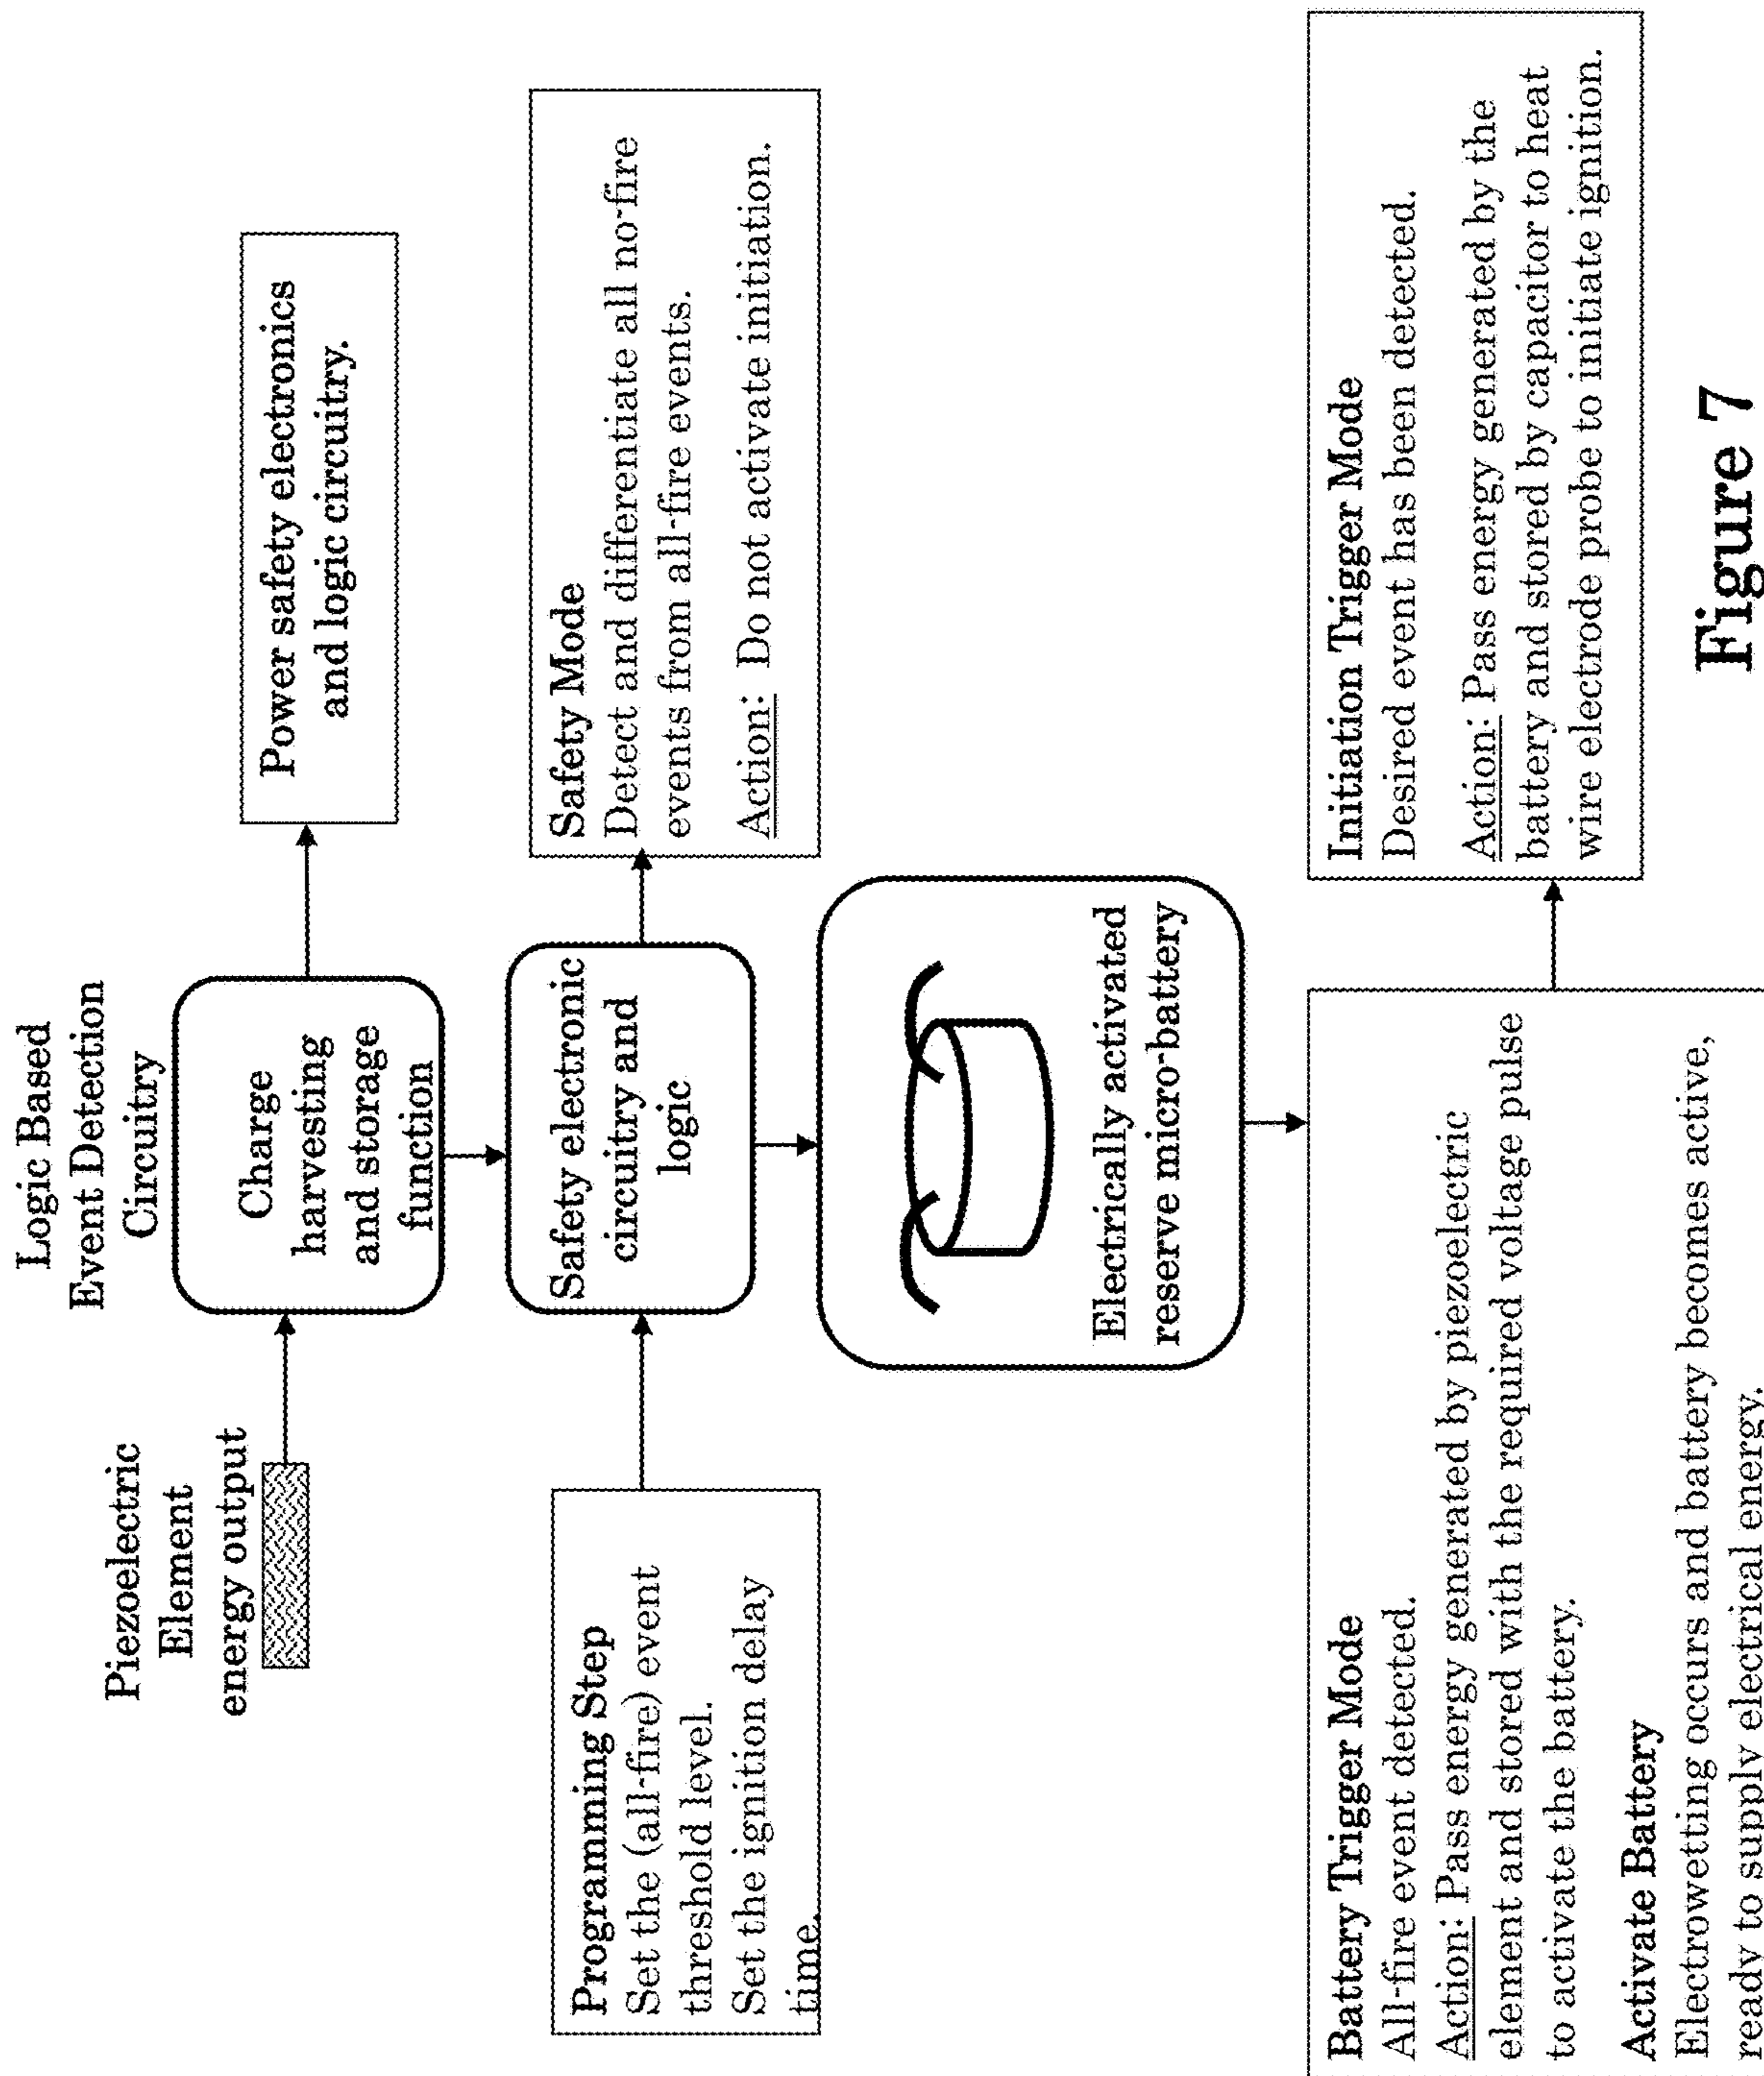 Logic Based
Event Detection
Circuitry
Piezoelectric
Element
energy output
Charge
harvesting
and storage
function
Power safety electronics
and logic circuitry.
Programming Step
Set the (all-fire) event
threshold level.
Set the ignition delay
time.
Safety electronic
circuitry and
logic
Safety Mode
Detect and differentiate all no-fire
events from all-fire events.
Action: Do not activate initiation.
Electrically activated
reserve micro-battery
Battery Trigger Mode
All-fire event detected.
Action: Pass energy generated by piezoelectric
element and stored with the required voltage pulse
to activate the battery.
Activate Battery
Electrowetting occurs and battery becomes active,
ready to supply electrical energy.
Initiation Trigger Mode
Desired event has been detected.
Action: Pass energy generated by the
battery and stored by capacitor to heat
wire electrode probe to initiate ignition.
Figure 7